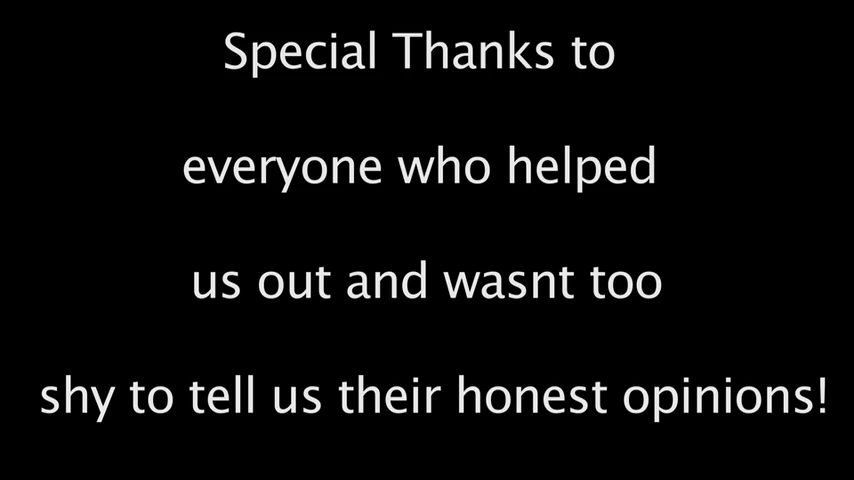 Special Thanks to
everyone who helped
us out and wasnt too
shy to tell us their honest opinions!